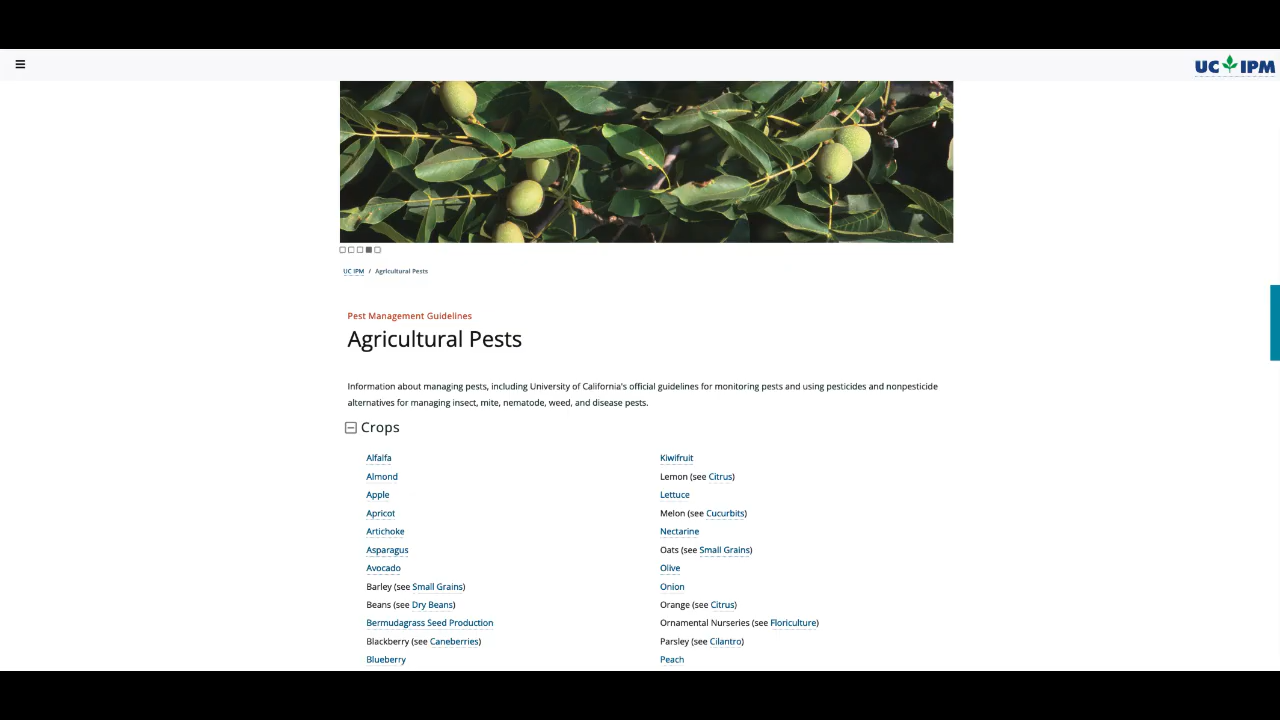 UC IPM
UC IPM / Agricultural Pests
Pest Management Guidelines
Agricultural Pests
Information about managing pests, including University of California's official guidelines for monitoring pests and using pesticides and nonpesticide
alternatives for managing insect, mite, nematode, weed, and disease pests.
Crops
Alfalfa
Almond
Apple
Apricot
Artichoke
Asparagus
Avocado
Barley (see Small Grains)
Beans (see Dry Beans)
Bermudagrass Seed Production
Blackberry (see Caneberries)
Blueberry
Kiwifruit
Lemon (see Citrus)
Lettuce
Melon (see Cucurbits)
Nectarine
Oats (see Small Grains)
Olive
Onion
Orange (see Citrus)
Ornamental Nurseries (see Floriculture)
Parsley (see Cilantro)
Peach